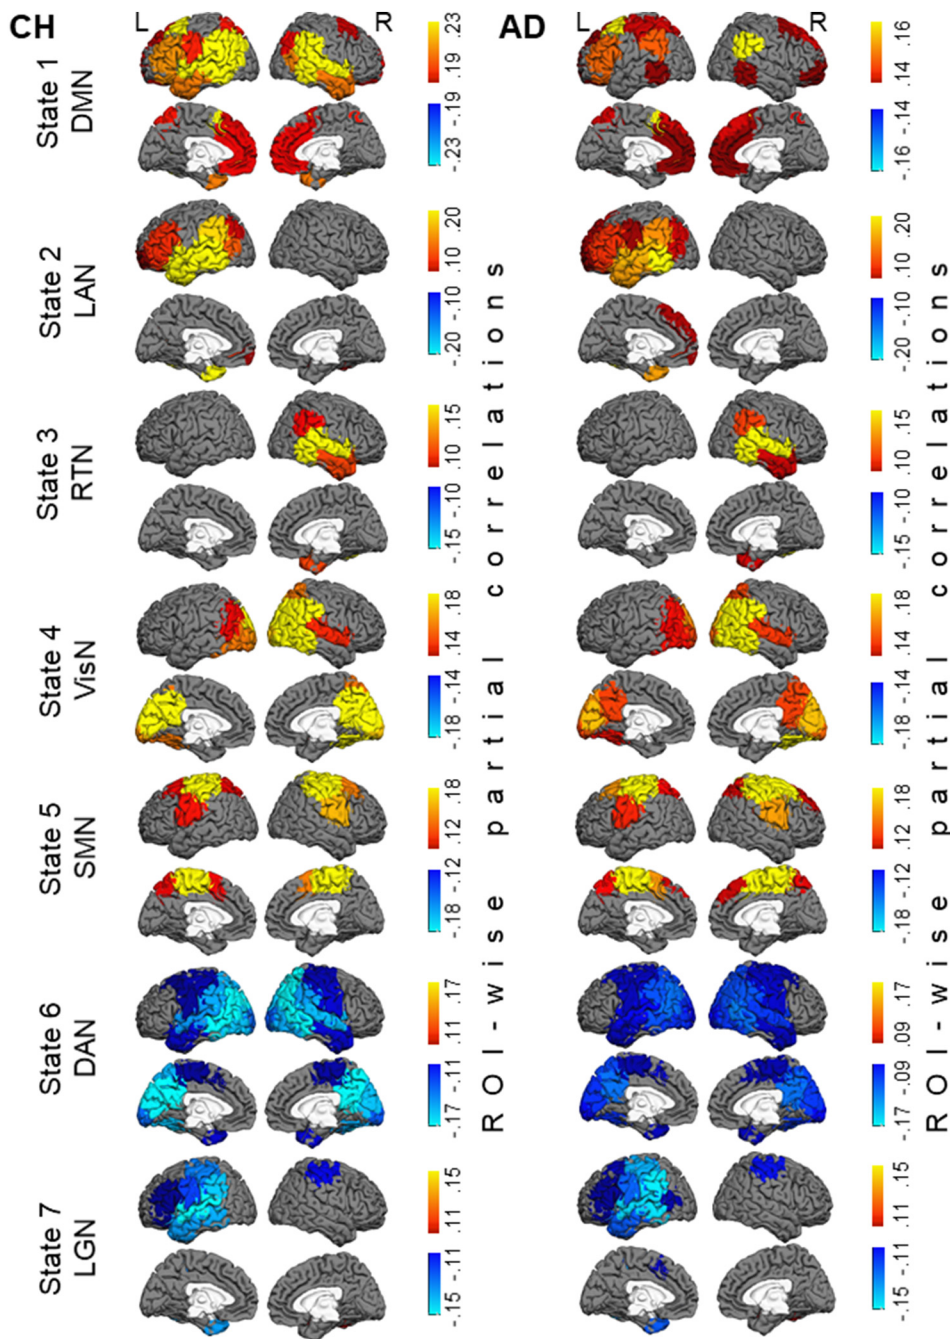 CH L R AD L R
State 1
DMN
.19 .23
-.23 -.19
.14 .16
-.16 -.14
State 2
LAN
.10 .20
-.20 -.10
.10 .20
-.20 -.10
State 3
RTN
.10 .15
-.15 -.10
.10 .15
-.15 -.10
State 4
VisN
.14 .18
-.18 -.14
.14 .18
-.18 -.14
State 5
SMN
.12 .18
-.18 -.12
.12 .18
-.18 -.12
State 6
DAN
.11 .17
-.17 -.11
.09 .17
-.17 -.09
State 7
LGN
.11 .15
-.15 -.11
.11 .15
-.15 -.11
ROI-wise partial correlations
ROI-wise partial correlations